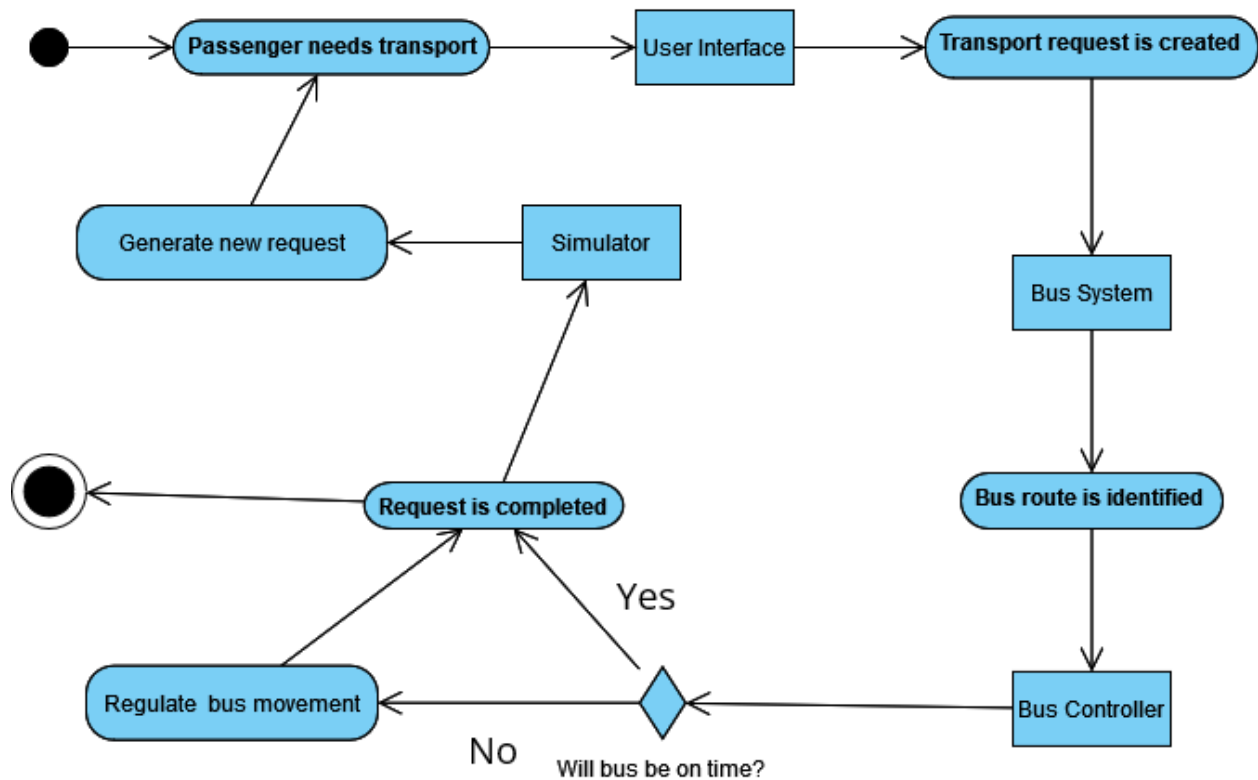 Passenger needs transport
User Interface
Transport request is created
Generate new request
Simulator
Bus System
Request is completed
Bus route is identified
Yes
Regulate  bus movement
Bus Controller
No
Will bus be on time?